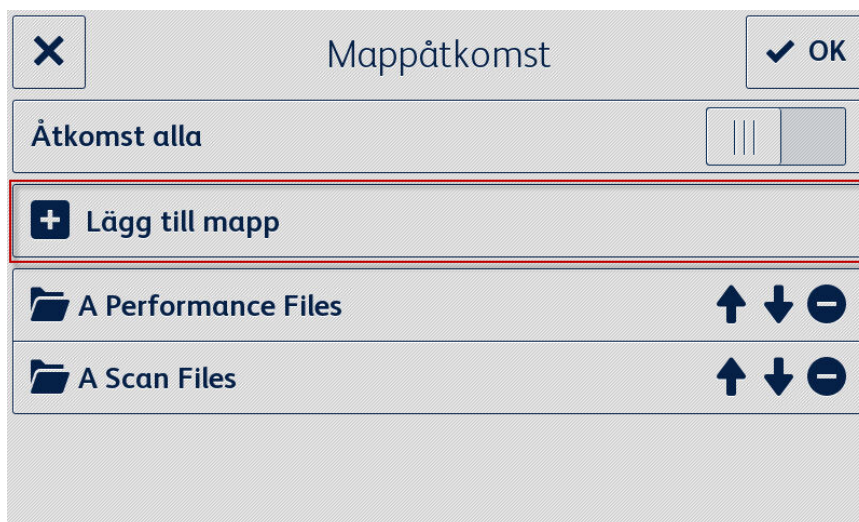 Mappåtkomst
OK
Åtkomst alla
Lägg till mapp
A Performance Files
A Scan Files